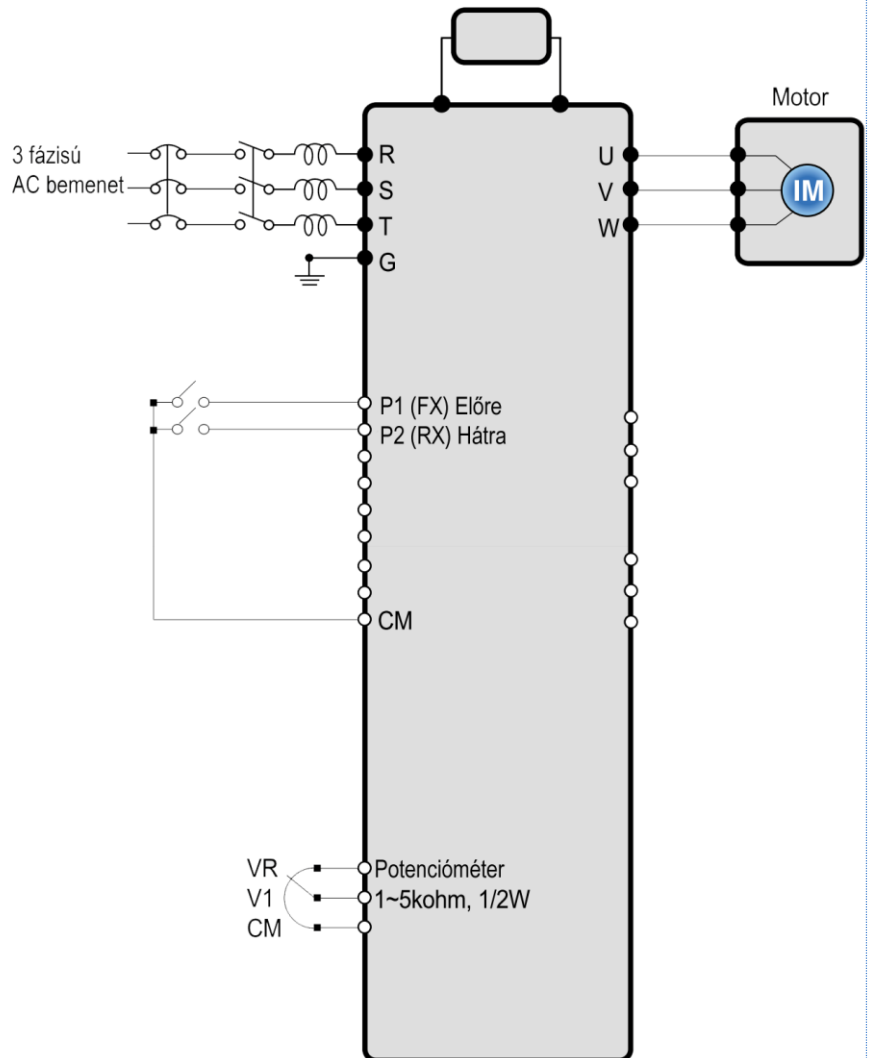 Motor
3 fázisú
AC bemenet
R
S
T
G
U
V
W
IM
P1 (FX) Előre
P2 (RX) Hátra
CM
VR
V1
CM
Potencióméter
1~5kohm, 1/2W